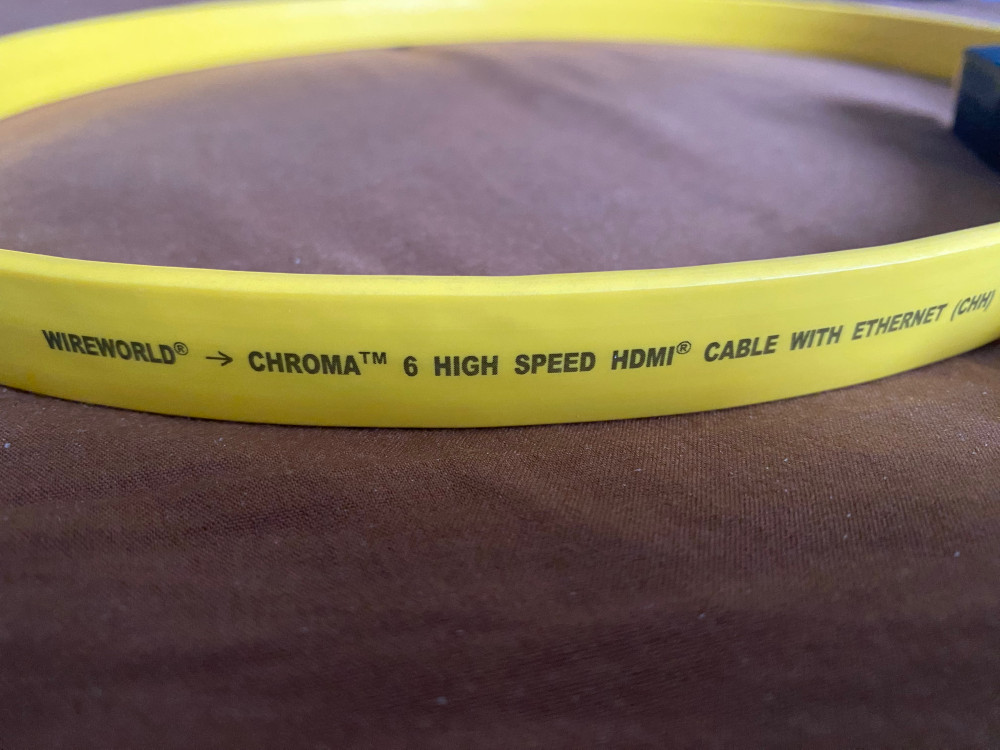 WIREWORLD® → CHROMA™ 6 HIGH SPEED HDMI® CABLE WITH ETHERNET (CHH)